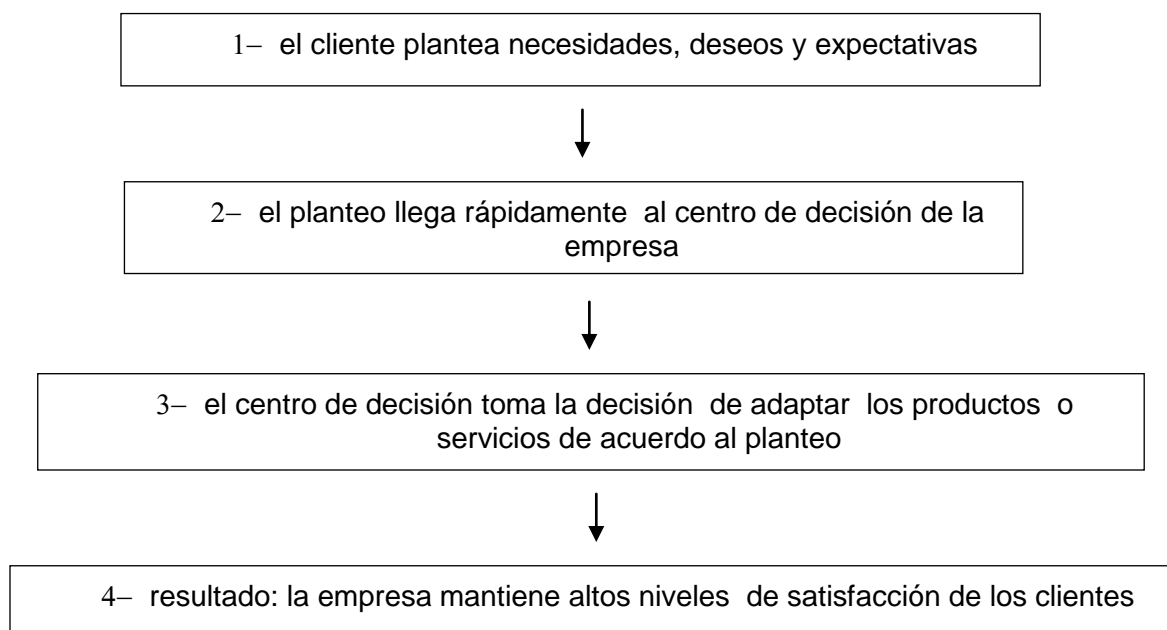 1– el cliente plantea necesidades, deseos y expectativas
2– el planteo llega rápidamente al centro de decisión de la
empresa
3– el centro de decisión toma la decisión de adaptar los productos o
servicios de acuerdo al planteo
4– resultado: la empresa mantiene altos niveles de satisfacción de los clientes